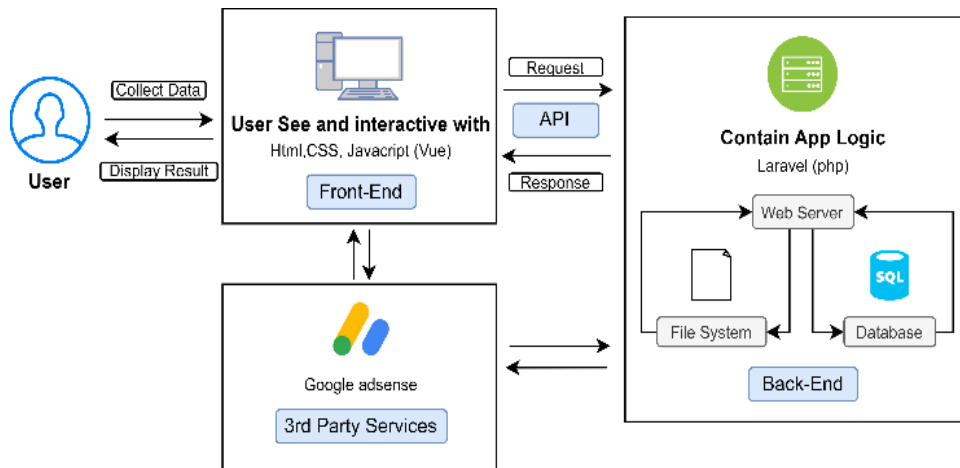 Collect Data
Display Result
User
User See and interactive with
Html,CSS, Javacript (Vue)
Front-End
Request
API
Response
Contain App Logic
Laravel (php)
Web Server
SQL
File System
Database
Back-End
Google adsense
3rd Party Services